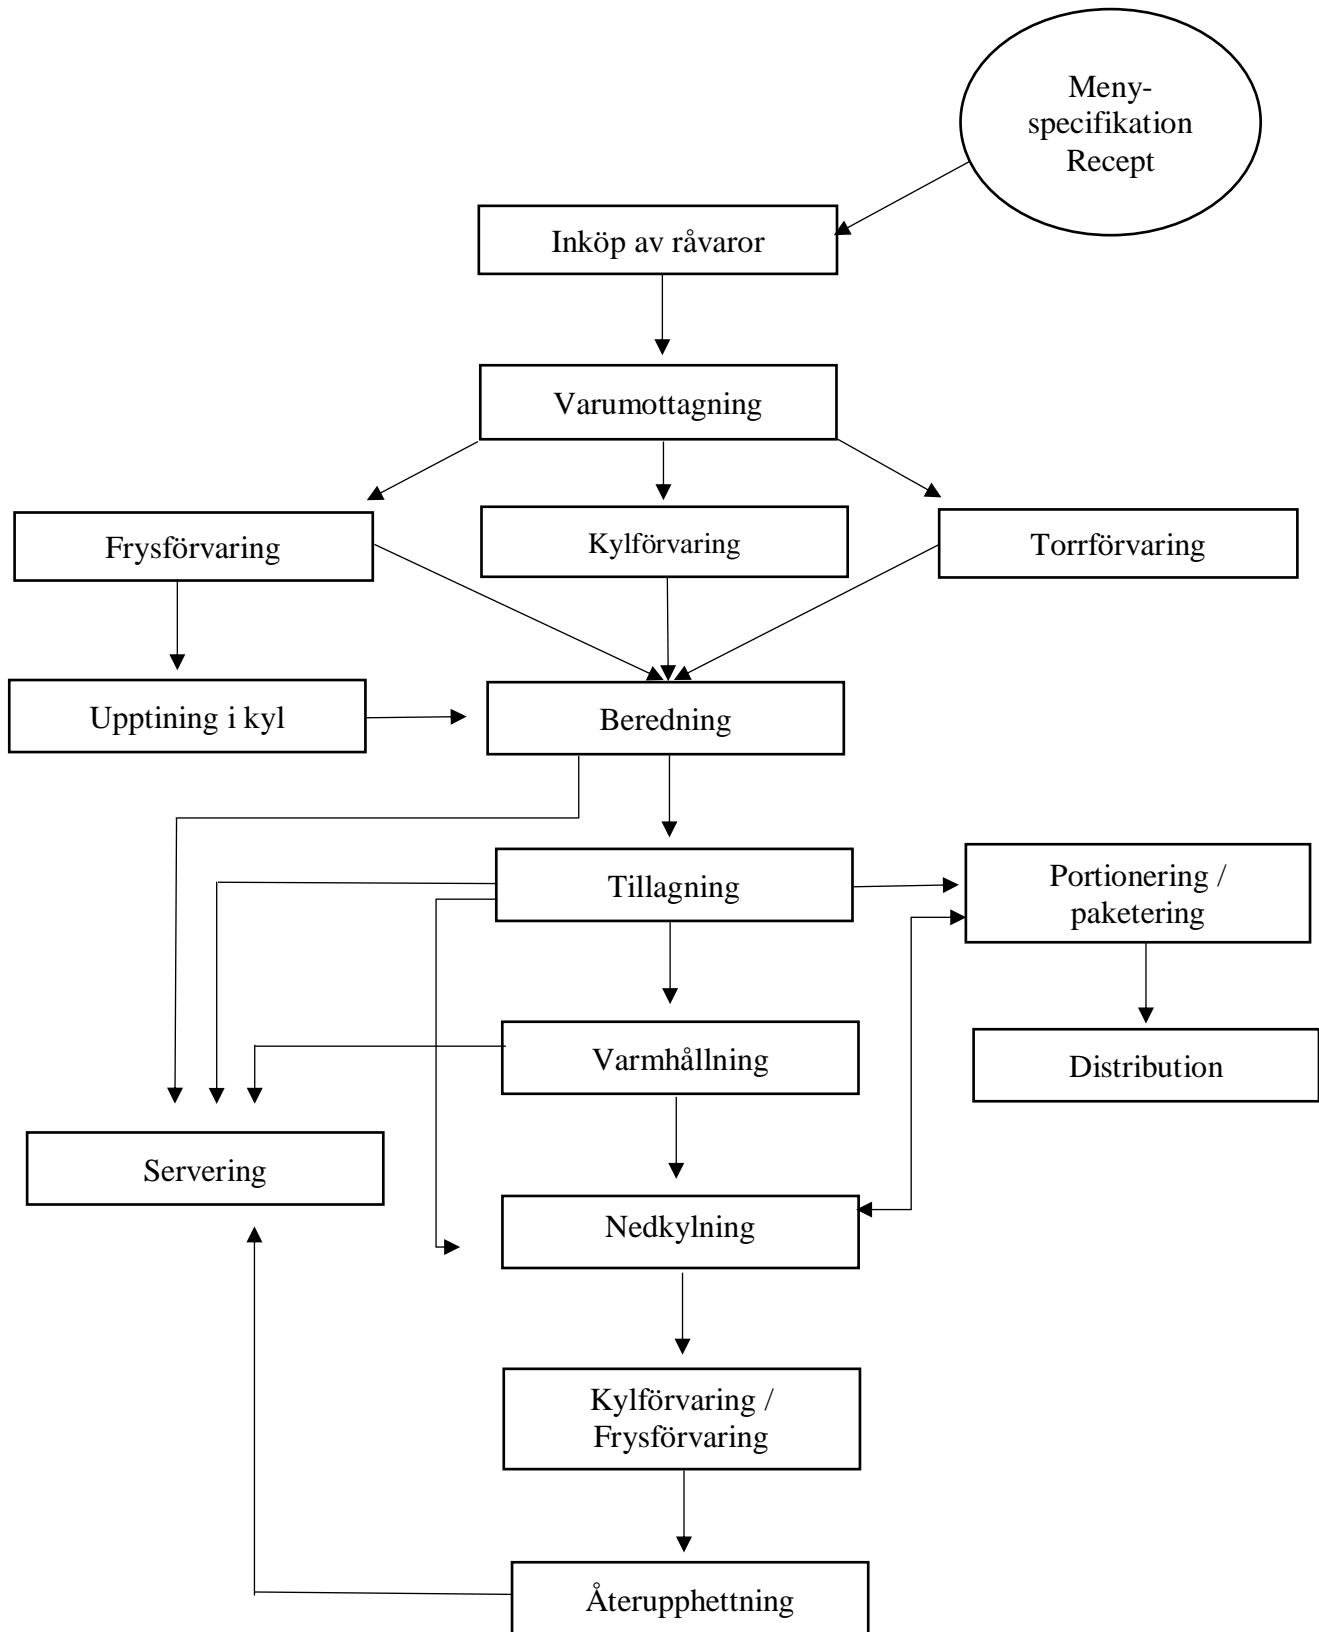 Meny-
specifikation
Recept
Inköp av råvaror
Varumottagning
Frysförvaring
Kylförvaring
Torrförvaring
Upptining i kyl
Beredning
Tillagning
Portionering /
paketering
Varmhållning
Distribution
Servering
Nedkylning
Kylförvaring /
Frysförvaring
Återupphettning